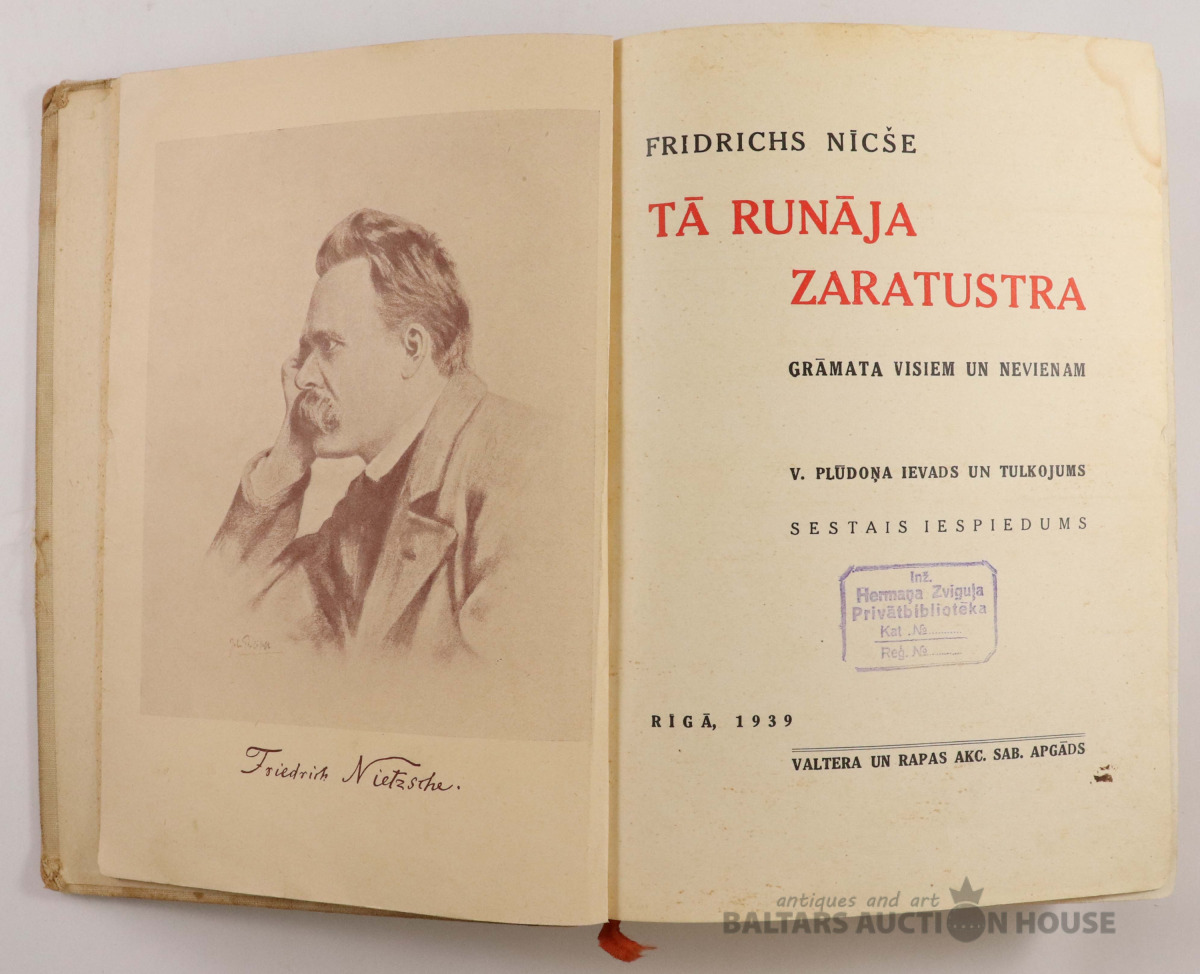 Friedrich Nietzsche.
FRIDRICHS NĪCŠE
TĀ RUNĀJA
ZARATUSTRA
GRĀMATA VISIEM UN NEVIENAM
V. PLŪDOŅA IEVADS UN TULKOJUMS
SESTAIS IESPIEDUMS
Inž.
Hermaņa Zviguļa
Privātbibliotēka
Kat. №..........
Reģ. №..........
RĪGĀ, 1939
VALTERA UN RAPAS AKC. SAB. APGĀDS
antiques and art
BALTARS AUCTION HOUSE